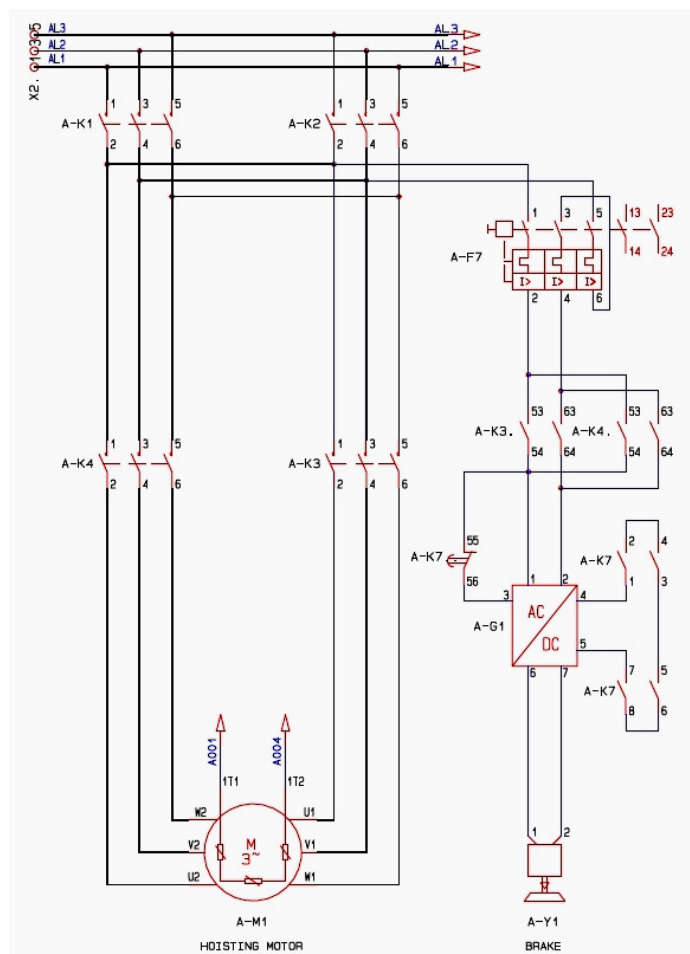 AL3 AL3
AL2 AL2
AL1 AL1
X2. 1 3 5
1 3 5 1 3 5
A-K1 A-K2
2 4 6 2 4 6
1 3 5 13 23
A-F7
14 24
I> I> I>
2 4 6
53 63 53 63
A-K3. A-K4.
54 64 54 64
1 3 5 1 3 5
A-K4 A-K3
2 4 6 2 4 6
55 2 4
A-K7. A-K7
56 1 2 1 3
3 AC 4
A-G1 DC 5
6 7 7 5
A-K7
8 6
A001 A004
1T1 1T2
W2 U1
M
V2 3~ V1
U2 W1
1 2
A-M1 A-Y1
HOISTING MOTOR BRAKE